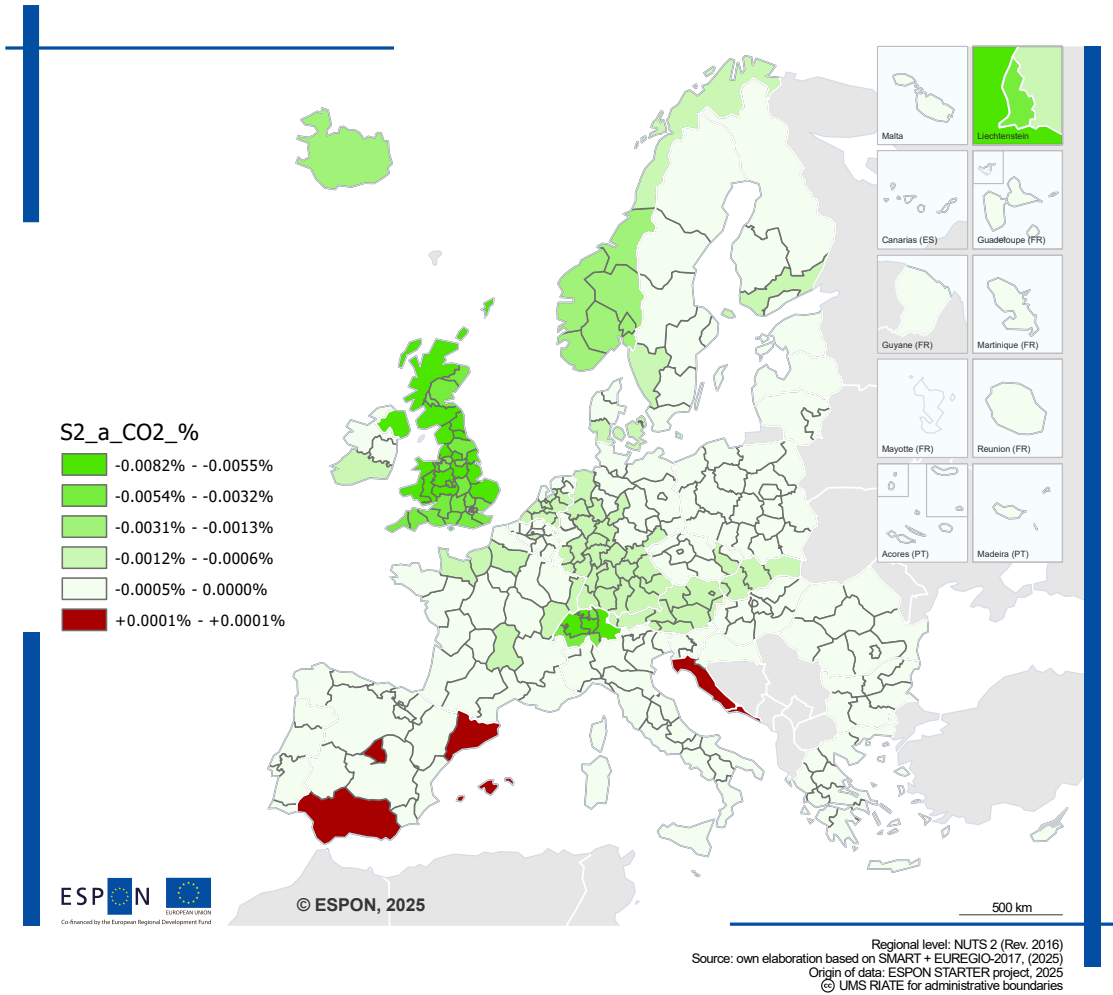 Malta
Liechtenstein
Canarias (ES)
Guadeloupe (FR)
Guyane (FR)
Martinique (FR)
Mayotte (FR)
Reunion (FR)
Acores (PT)
Madeira (PT)
S2_a_CO2_%
-0.0082% - -0.0055%
-0.0054% - -0.0032%
-0.0031% - -0.0013%
-0.0012% - -0.0006%
-0.0005% - 0.0000%
+0.0001% - +0.0001%
ESPON
EUROPEAN UNION
Co-financed by the European Regional Development Fund
© ESPON, 2025
500 km
Regional level: NUTS 2 (Rev. 2016)
Source: own elaboration based on SMART + EUREGIO-2017, (2025)
Origin of data: ESPON STARTER project, 2025
cc UMS RIATE for administrative boundaries